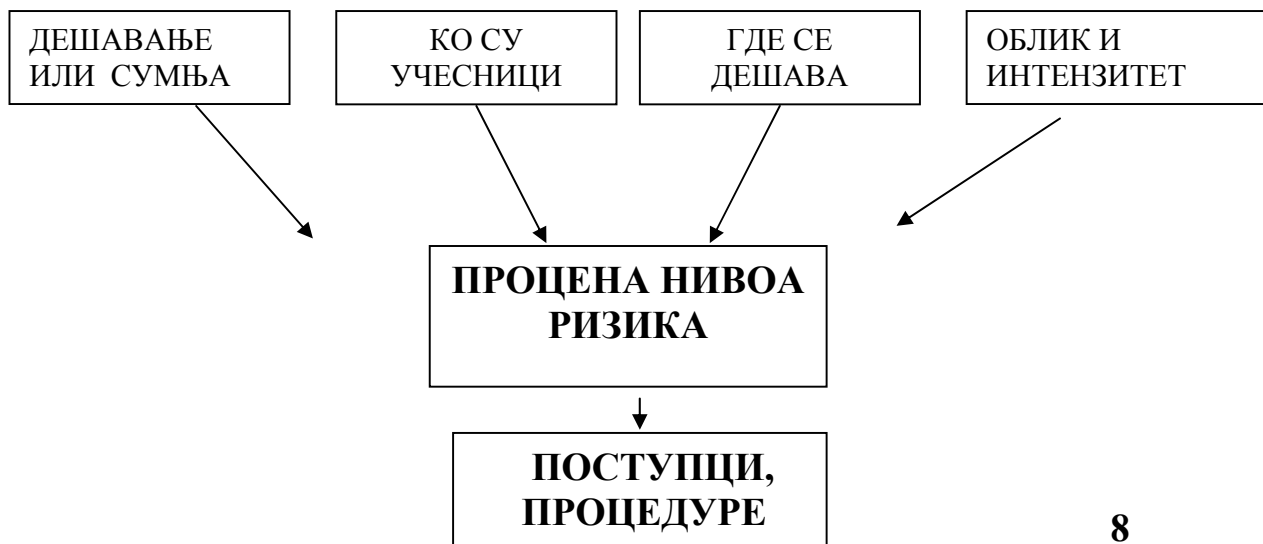 ДЕШАВАЊЕ
ИЛИ СУМЊА
КО СУ
УЧЕСНИЦИ
ГДЕ СЕ
ДЕШАВА
ОБЛИК И
ИНТЕНЗИТЕТ
ПРОЦЕНА НИВОА
РИЗИКА
ПОСТУПЦИ,
ПРОЦЕДУРЕ
8